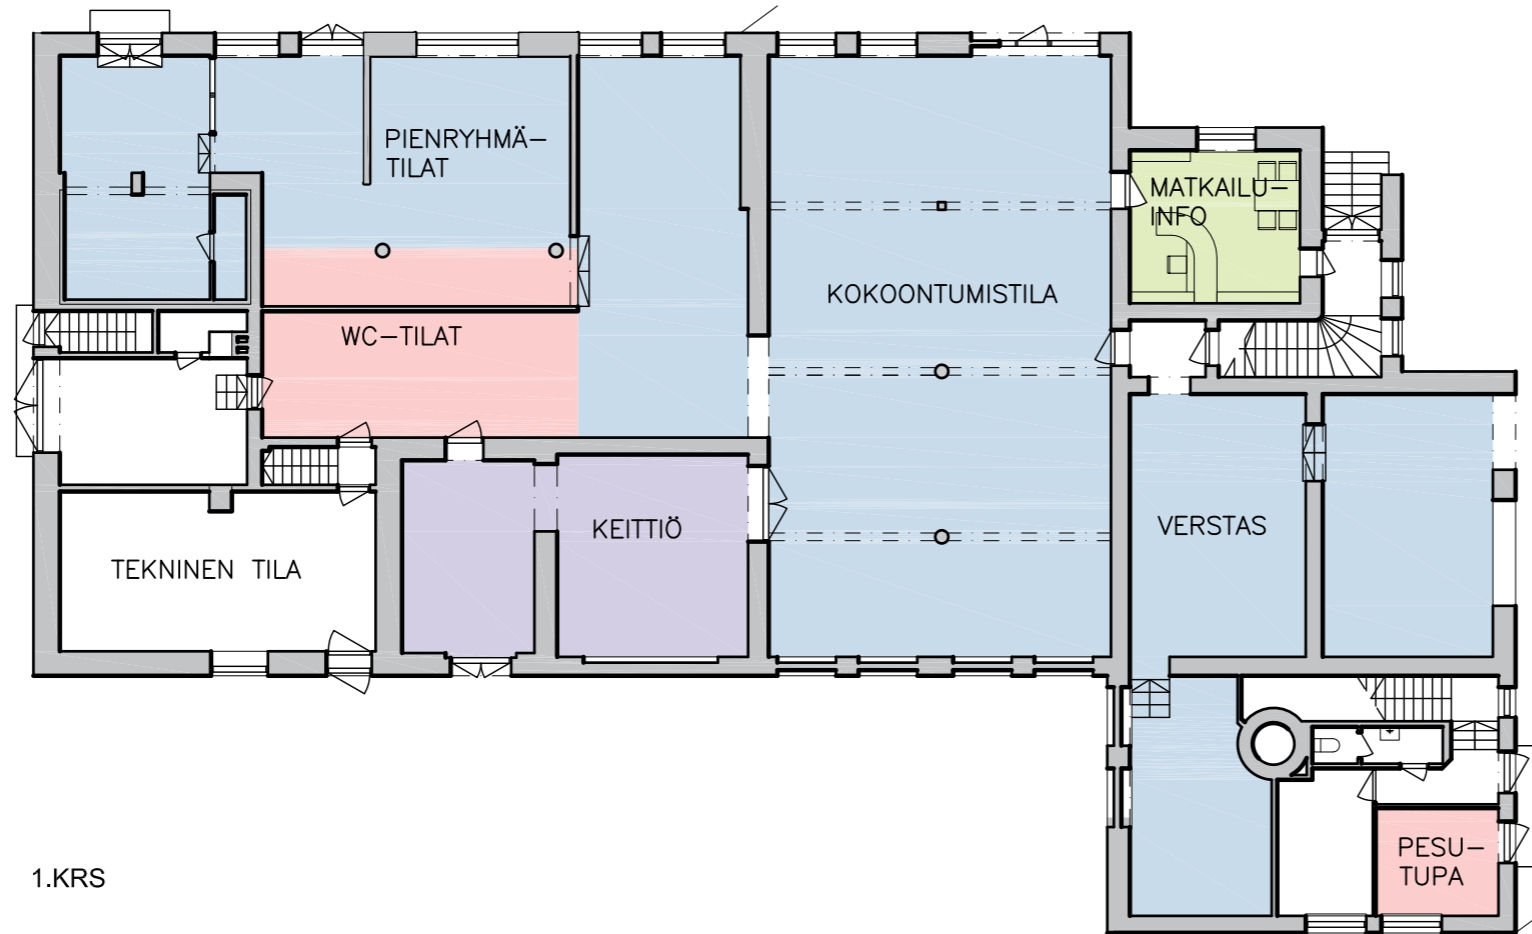 PIENRYHMÄ-
TILAT
MATKAILU-
INFO
KOKOONTUMISTILA
WC-TILAT
KEITTIÖ
VERSTAS
TEKNINEN TILA
PESU-
TUPA
1.KRS